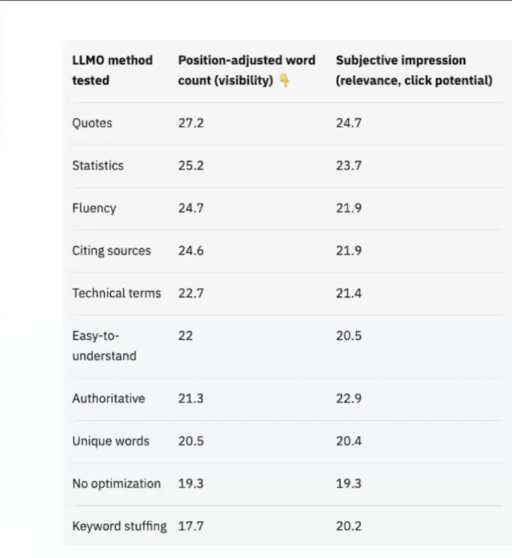 LLMO method Position-adjusted word Subjective impression
tested count (visibility) 👇 (relevance, click potential)
Quotes 27.2 24.7
Statistics 25.2 23.7
Fluency 24.7 21.9
Citing sources 24.6 21.9
Technical terms 22.7 21.4
Easy-to- 22 20.5
understand
Authoritative 21.3 22.9
Unique words 20.5 20.4
No optimization 19.3 19.3
Keyword stuffing 17.7 20.2